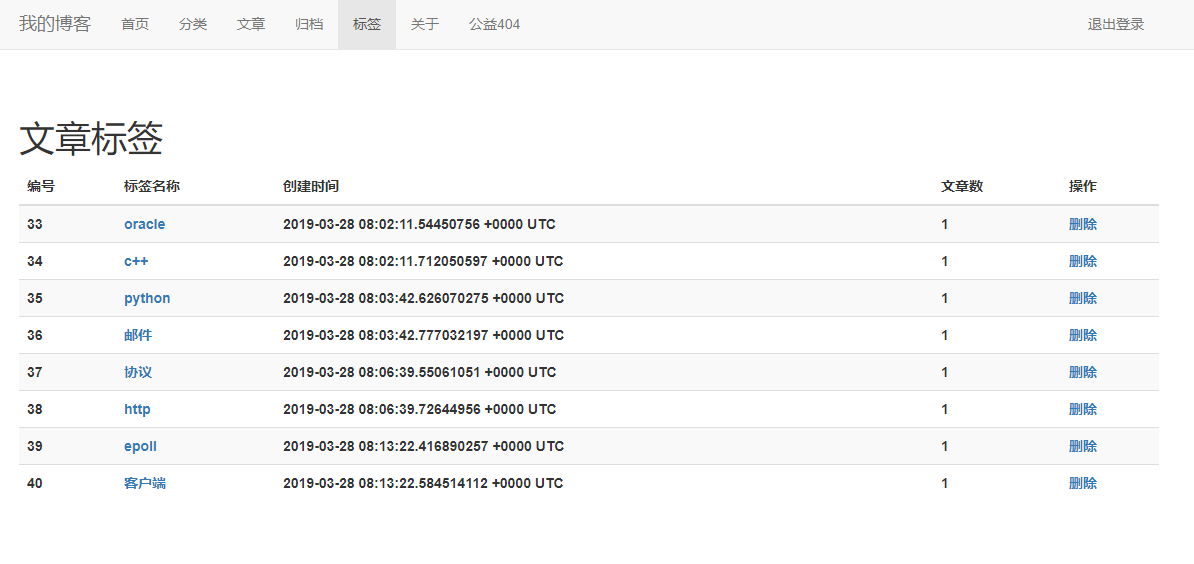 我的博客 首页 分类 文章 归档 标签 关于 公益404 退出登录
文章标签
编号 标签名称 创建时间 文章数 操作
33 oracle 2019-03-28 08:02:11.54450756 +0000 UTC 1 删除
34 c++ 2019-03-28 08:02:11.712050597 +0000 UTC 1 删除
35 python 2019-03-28 08:03:42.626070275 +0000 UTC 1 删除
36 邮件 2019-03-28 08:03:42.777032197 +0000 UTC 1 删除
37 协议 2019-03-28 08:06:39.55061051 +0000 UTC 1 删除
38 http 2019-03-28 08:06:39.72644956 +0000 UTC 1 删除
39 epoll 2019-03-28 08:13:22.416890257 +0000 UTC 1 删除
40 客户端 2019-03-28 08:13:22.584514112 +0000 UTC 1 删除